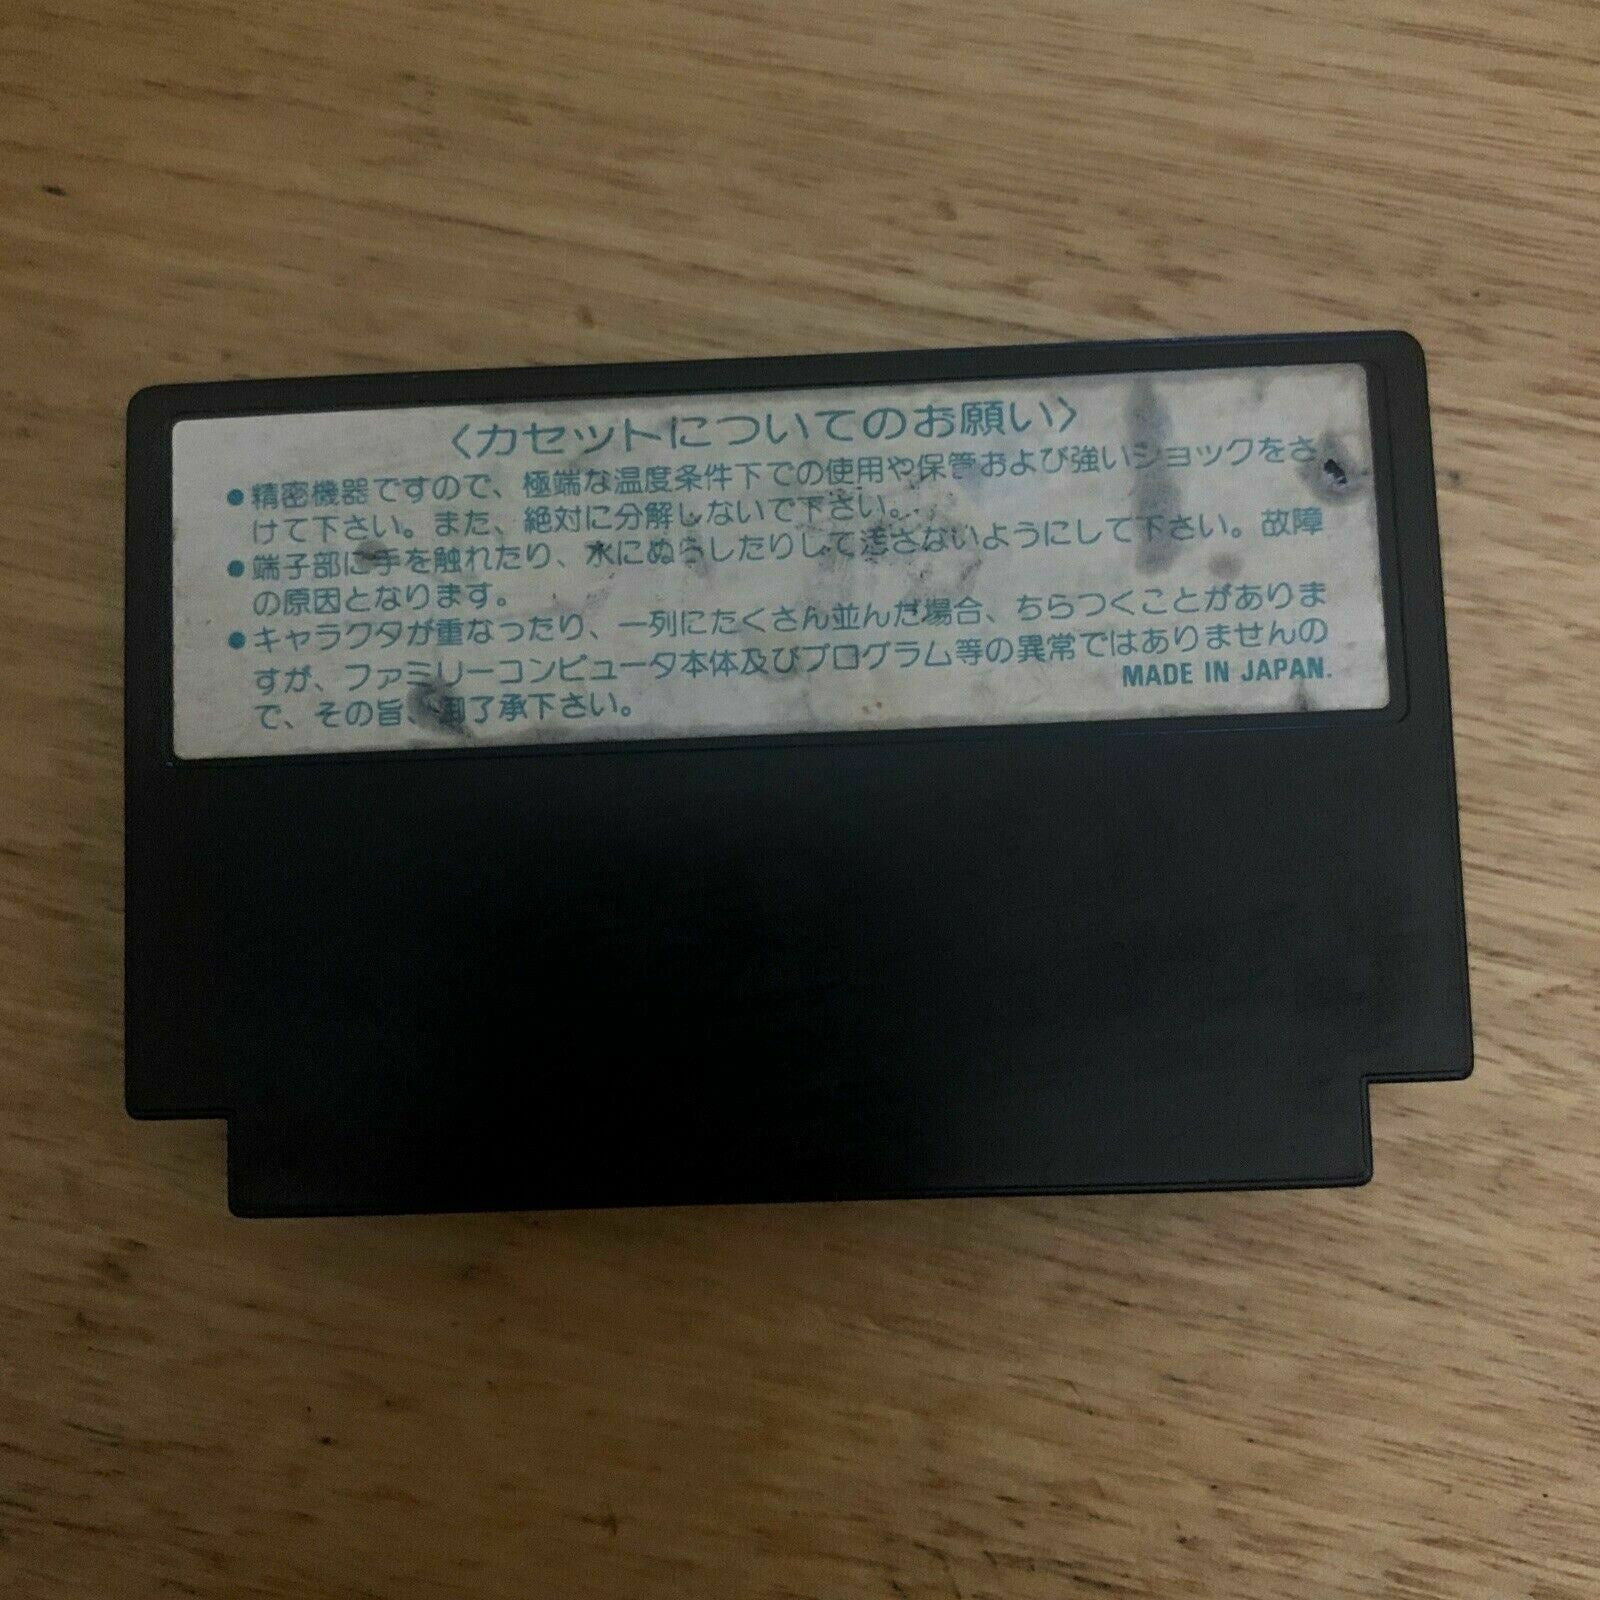 〈カセットについてのお願い〉
●精密機器ですので、極端な温度条件下での使用や保管および強いショックをさ
けて下さい。また、絶対に分解しないで下さい。
●端子部に手を触れたり、水にぬらしたりして汚さないようにして下さい。故障
の原因となります。
●キャラクタが重なったり、一列にたくさん並んだ場合、ちらつくことがありま
すが、ファミリーコンピュータ本体及びプログラム等の異常ではありませんの
で、その旨、御了承下さい。
MADE IN JAPAN.